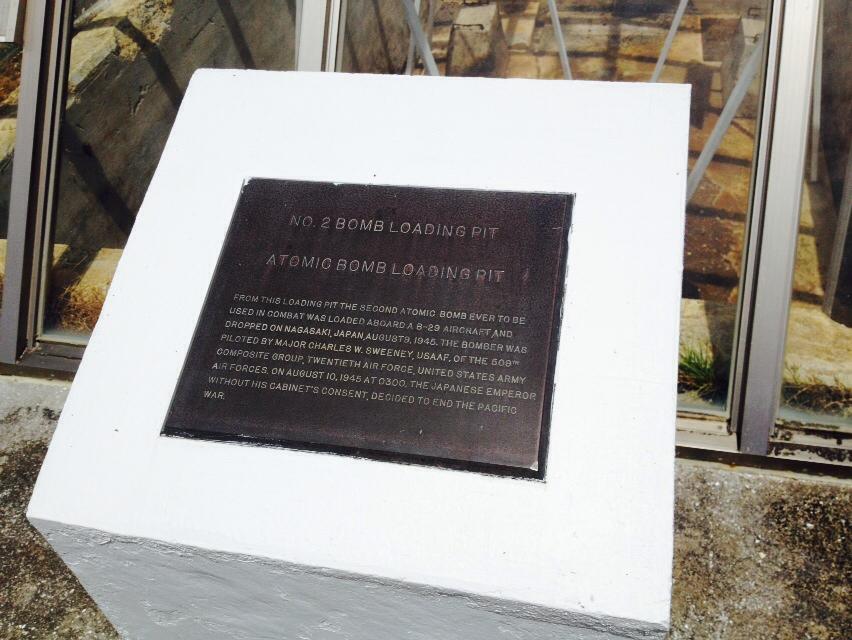 NO. 2 BOMB LOADING PIT
ATOMIC BOMB LOADING PIT
FROM THIS LOADING PIT THE SECOND ATOMIC BOMB EVER TO BE
USED IN COMBAT WAS LOADED ABOARD A B-29 AIRCRAFT, AND
DROPPED ON NAGASAKI, JAPAN, AUGUST 9, 1945. THE BOMBER WAS
PILOTED BY MAJOR CHARLES W. SWEENEY, USAAF, OF THE 509TH
COMPOSITE GROUP, TWENTIETH AIR FORCE, UNITED STATES ARMY
AIR FORCES. ON AUGUST 10, 1945 AT 0300. THE JAPANESE EMPEROR
WITHOUT HIS CABINET'S CONSENT, DECIDED TO END THE PACIFIC
WAR.